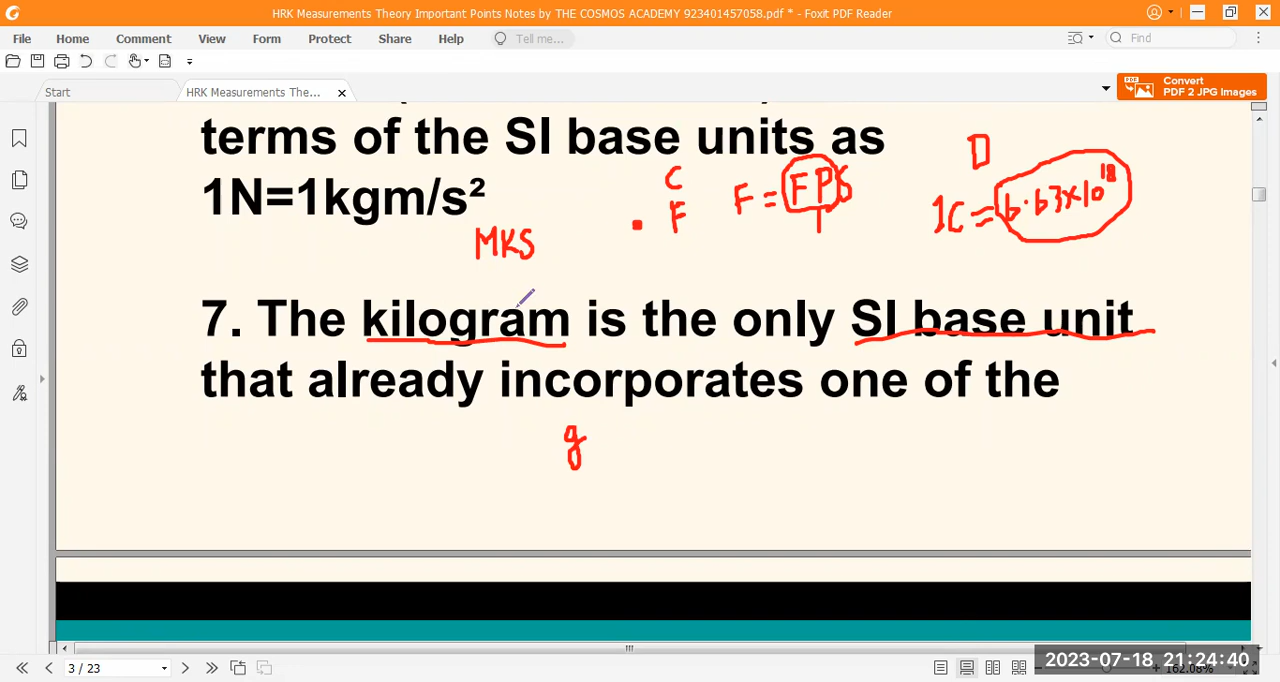 HRK Measurements Theory Important Points Notes by THE COSMOS ACADEMY 923401457058.pdf * - Foxit PDF Reader
File Home Comment View Form Protect Share Help Tell me... Find
Start HRK Measurements The... Convert
PDF 2 JPG Images
terms of the SI base units as
1N=1kgm/s²
D
C
F
F = FPS
1C = 6.63×10¹⁸
MKS
7. The kilogram is the only SI base unit
that already incorporates one of the
g
3 / 23
2023-07-18 21:24:40
162.08%